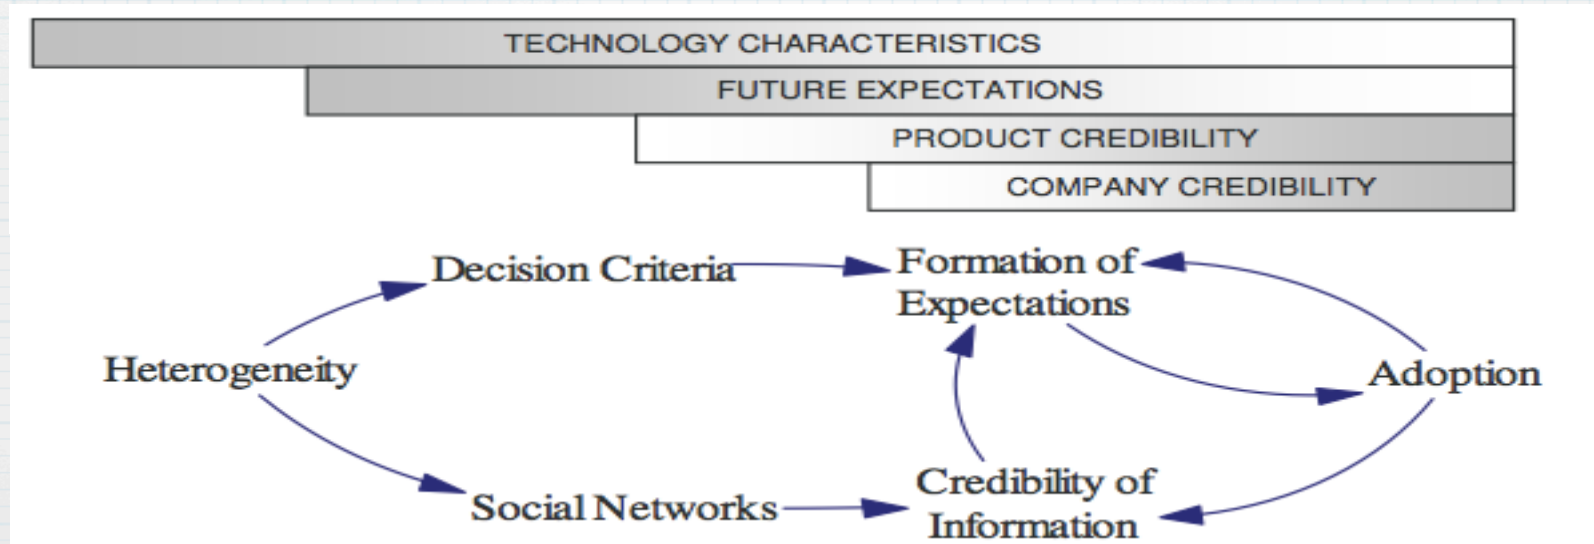 TECHNOLOGY CHARACTERISTICS
FUTURE EXPECTATIONS
PRODUCT CREDIBILITY
COMPANY CREDIBILITY
Decision Criteria
Formation of
Expectations
Heterogeneity
Adoption
Social Networks
Credibility of
Information